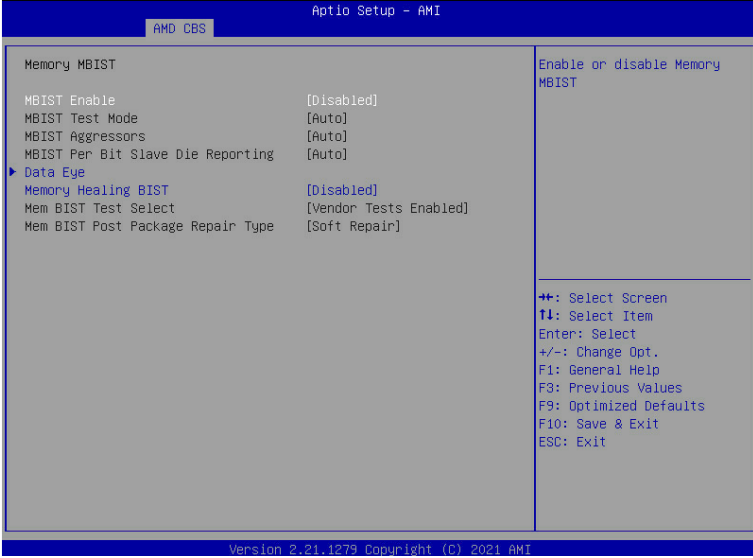 Aptio Setup – AMI
AMD CBS
Memory MBIST
MBIST Enable [Disabled]
MBIST Test Mode [Auto]
MBIST Aggressors [Auto]
MBIST Per Bit Slave Die Reporting [Auto]
Data Eye
Memory Healing BIST [Disabled]
Mem BIST Test Select [Vendor Tests Enabled]
Mem BIST Post Package Repair Type [Soft Repair]
Enable or disable Memory
MBIST
→←: Select Screen
↑↓: Select Item
Enter: Select
+/-: Change Opt.
F1: General Help
F3: Previous Values
F9: Optimized Defaults
F10: Save & Exit
ESC: Exit
Version 2.21.1279 Copyright (C) 2021 AMI